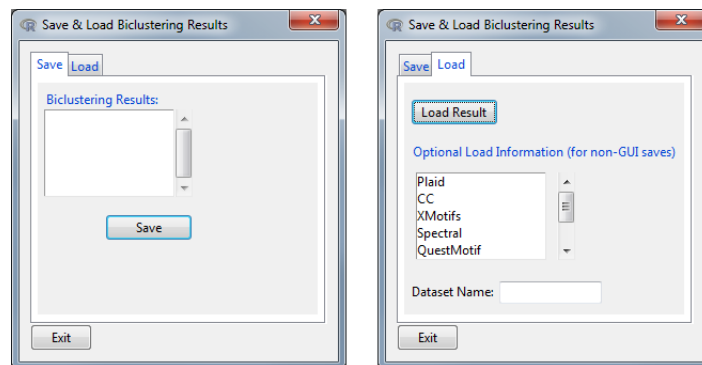 Save & Load Biclustering Results
Save Load
Biclustering Results:
Save
Exit
Save & Load Biclustering Results
Save Load
Load Result
Optional Load Information (for non-GUI saves)
Plaid
CC
XMotifs
Spectral
QuestMotif
Dataset Name:
Exit